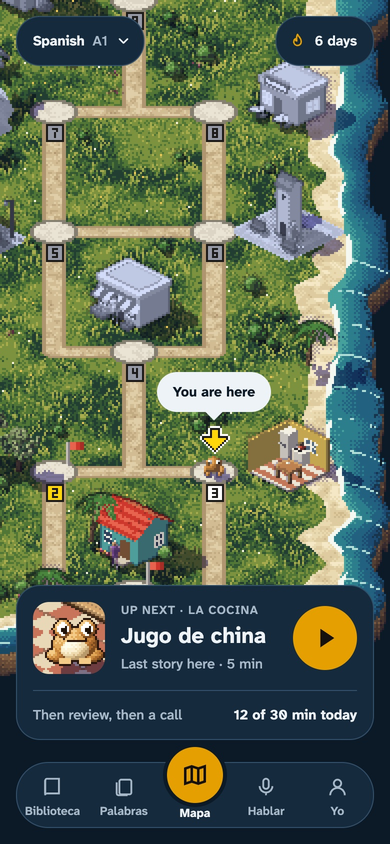 9
Spanish A1
6 days
7
8
5
6
4
You are here
2
3
UP NEXT · LA COCINA
Jugo de china
Last story here · 5 min
Then review, then a call
12 of 30 min today
Biblioteca
Palabras
Mapa
Hablar
Yo